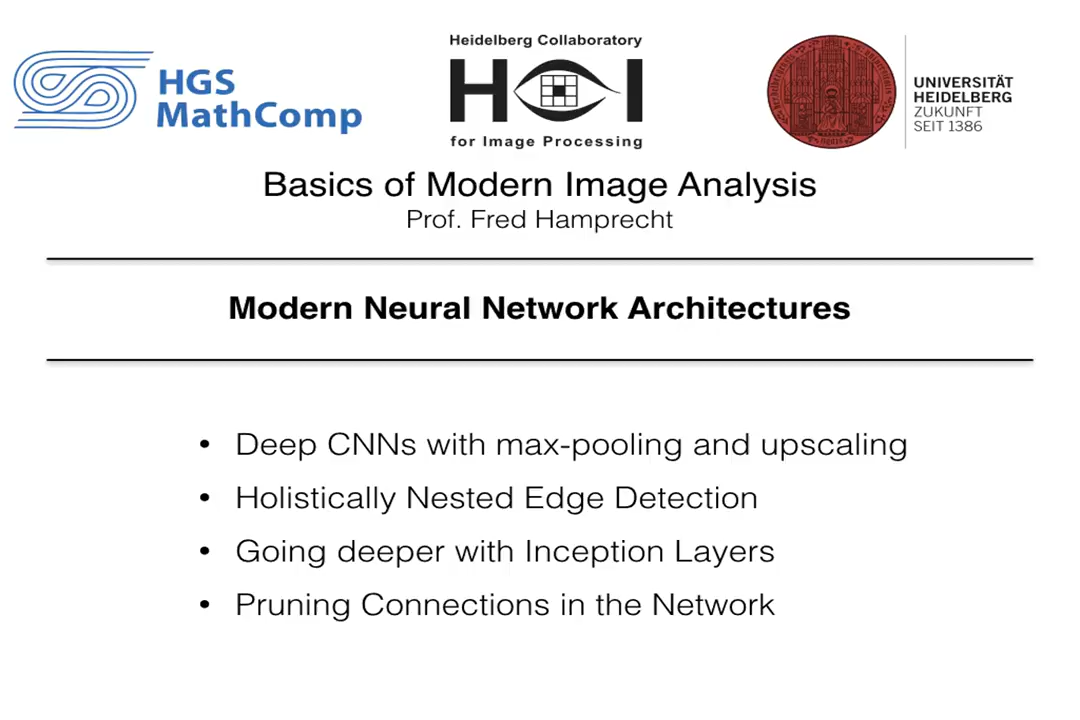 HGS
MathComp
Heidelberg Collaboratory
HCI
for Image Processing
UNIVERSITÄT
HEIDELBERG
ZUKUNFT
SEIT 1386
Basics of Modern Image Analysis
Prof. Fred Hamprecht
Modern Neural Network Architectures
• Deep CNNs with max-pooling and upscaling
• Holistically Nested Edge Detection
• Going deeper with Inception Layers
• Pruning Connections in the Network